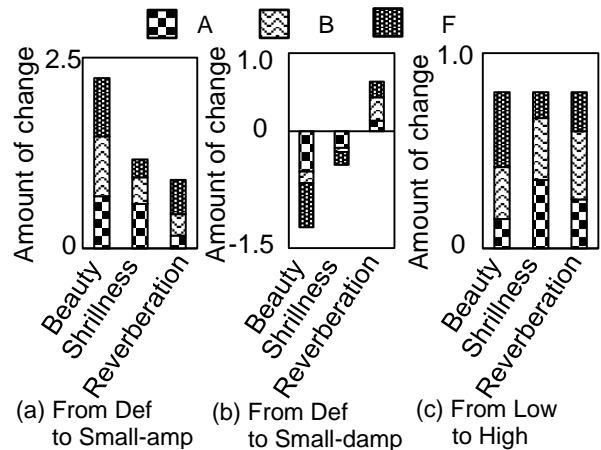 A B F
2.5
0
Amount of change
Beauty
Shrillness
Reverberation
(a) From Def
to Small-amp
1.0
0
-1.5
Amount of change
Beauty
Shrillness
Reverberation
(b) From Def
to Small-damp
1.0
0
Amount of change
Beauty
Shrillness
Reverberation
(c) From Low
to High